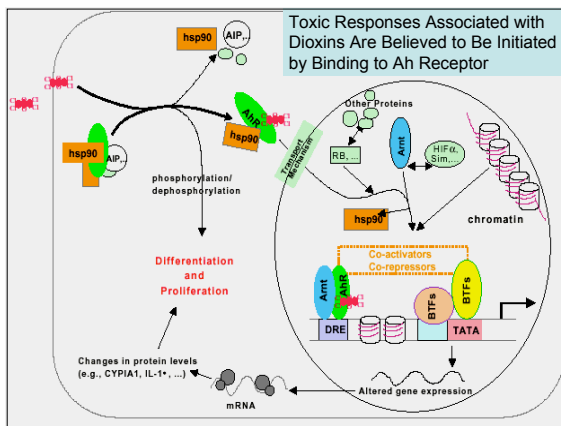 Toxic Responses Associated with
Dioxins Are Believed to Be Initiated
by Binding to Ah Receptor
hsp90
AIP,..
AhR
hsp90
hsp90
AIP,..
phosphorylation/
dephosphorylation
Transport
Mechanism
Other Proteins
RB, ...
Arnt
HIFα,
Sim,...
hsp90
chromatin
Differentiation
and
Proliferation
Co-activators
Co-repressors
Arnt
AhR
BTFs
BTFs
DRE
TATA
Changes in protein levels
(e.g., CYPIA1, IL-1•, ...)
mRNA
Altered gene expression